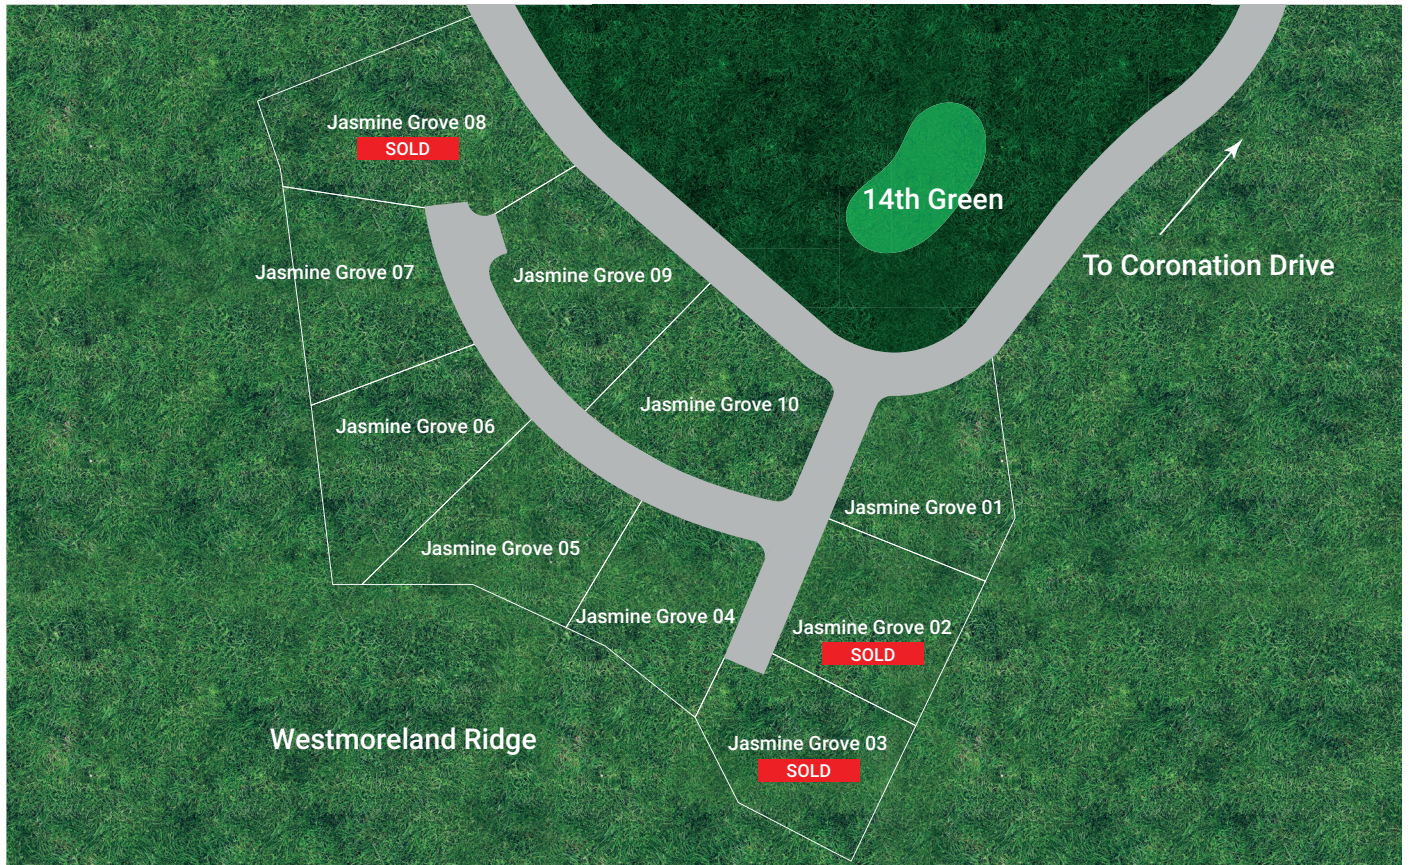 Jasmine Grove 08
SOLD
14th Green
To Coronation Drive
Jasmine Grove 07
Jasmine Grove 09
Jasmine Grove 10
Jasmine Grove 06
Jasmine Grove 01
Jasmine Grove 05
Jasmine Grove 04
Jasmine Grove 02
SOLD
Westmoreland Ridge
Jasmine Grove 03
SOLD